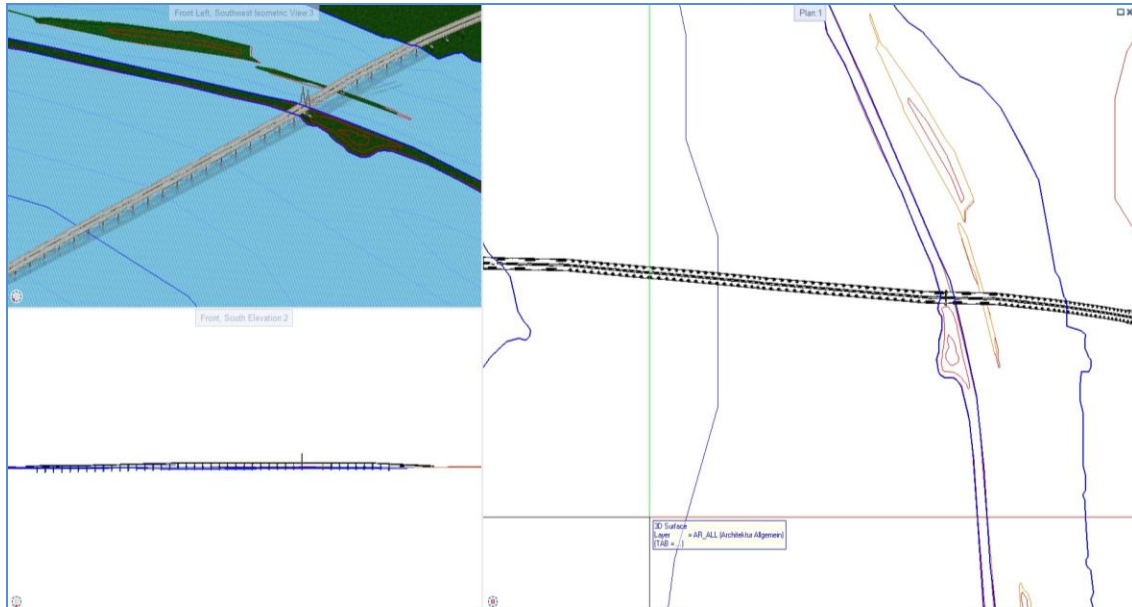 Front Left, Southwest Isometric View:3
Plan:1
Front, South Elevation:2
3D Surface
Layer = AR_ALL (Architektur Allgemein)
(TAB = ...)